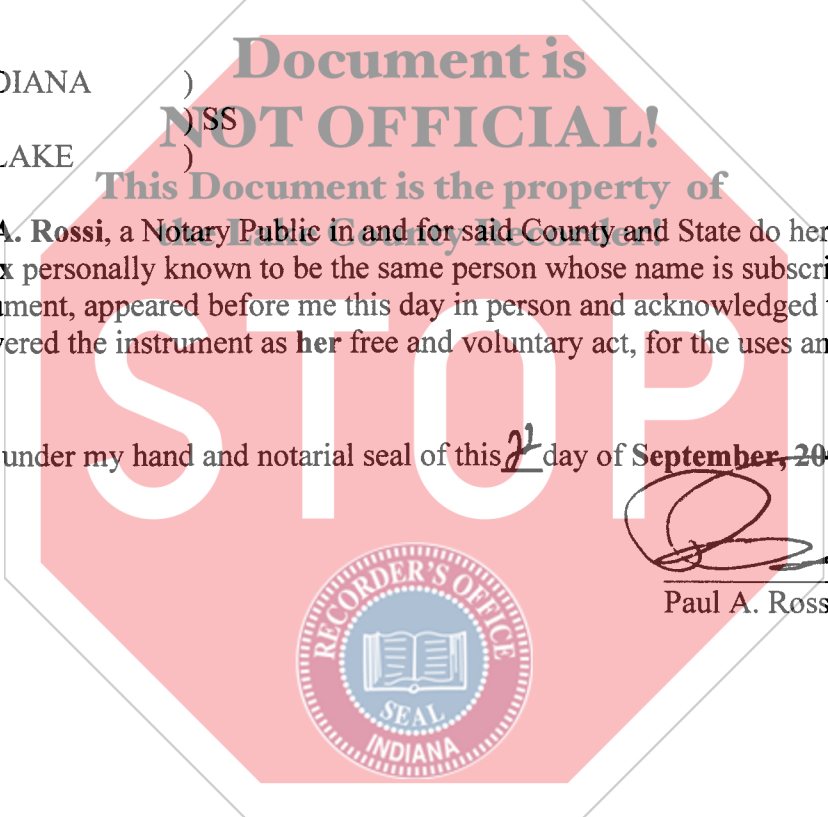 Document is
DIANA )
NOT OFFICIAL!
) SS
LAKE )
This Document is the property of
the Lake County Recorder!
A. Rossi, a Notary Public in and for said County and State do her
x personally known to be the same person whose name is subscri
ment, appeared before me this day in person and acknowledged
vered the instrument as her free and voluntary act, for the uses an
STOP
under my hand and notarial seal of this day of September, 20
Paul A. Ross
RECORDER'S OFFICE
SEAL
INDIANA